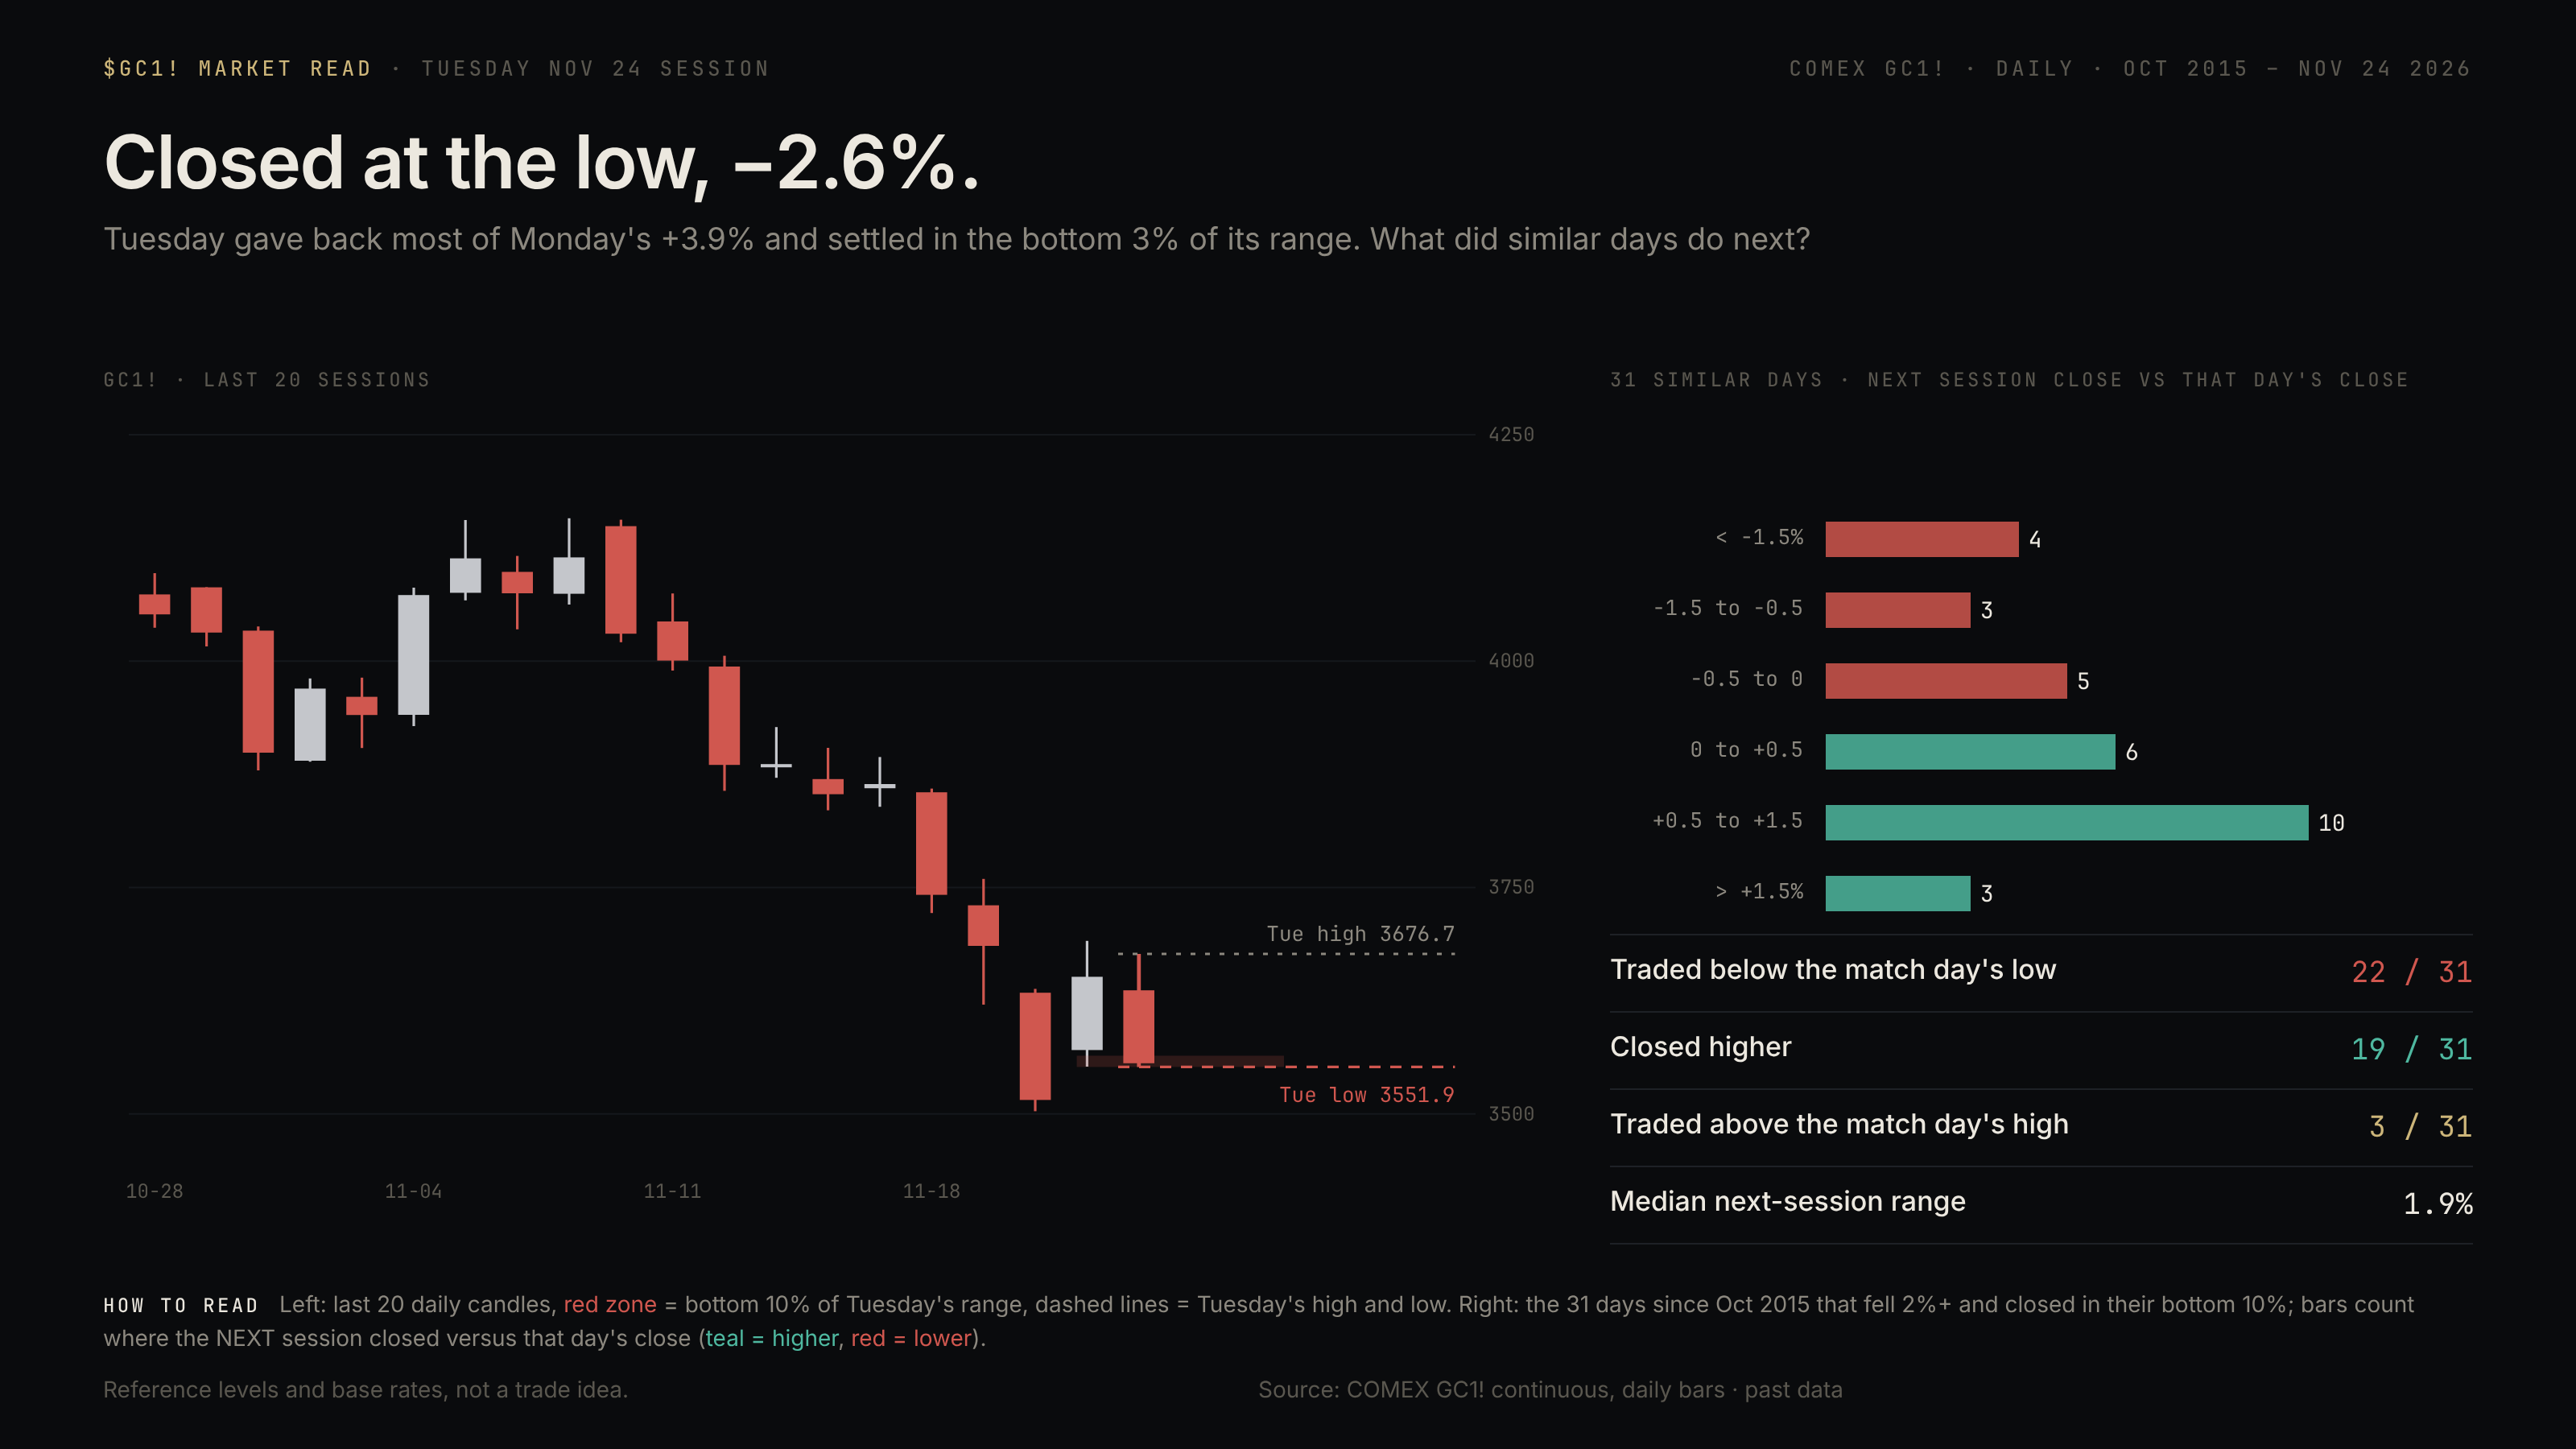 $GC1! MARKET READ · TUESDAY NOV 24 SESSION
COMEX GC1! · DAILY · OCT 2015 – NOV 24 2026
Closed at the low, −2.6%.
Tuesday gave back most of Monday's +3.9% and settled in the bottom 3% of its range. What did similar days do next?
GC1! · LAST 20 SESSIONS
4250
4000
3750
3500
Tue high 3676.7
Tue low 3551.9
10-28
11-04
11-11
11-18
31 SIMILAR DAYS · NEXT SESSION CLOSE VS THAT DAY'S CLOSE
< -1.5% 4
-1.5 to -0.5 3
-0.5 to 0 5
0 to +0.5 6
+0.5 to +1.5 10
> +1.5% 3
Traded below the match day's low 22 / 31
Closed higher 19 / 31
Traded above the match day's high 3 / 31
Median next-session range 1.9%
HOW TO READ Left: last 20 daily candles, red zone = bottom 10% of Tuesday's range, dashed lines = Tuesday's high and low. Right: the 31 days since Oct 2015 that fell 2%+ and closed in their bottom 10%; bars count
where the NEXT session closed versus that day's close (teal = higher, red = lower).
Reference levels and base rates, not a trade idea.
Source: COMEX GC1! continuous, daily bars · past data